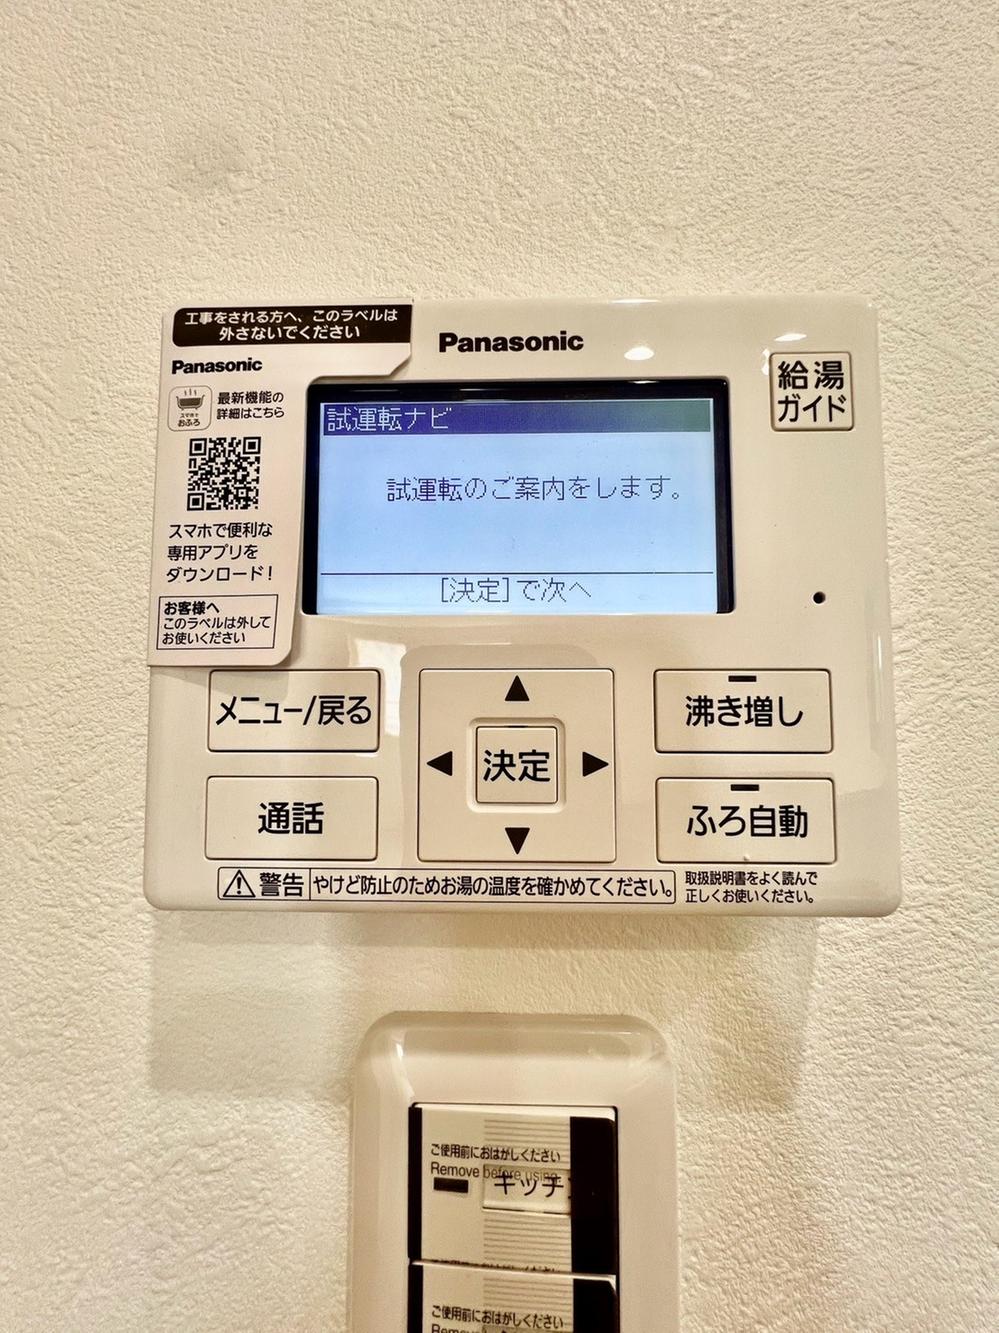 工事をされる方へ、このラベルは
外さないでください
Panasonic
スマホで
おふろ
最新機能の
詳細はこちら
スマホで便利な
専用アプリを
ダウンロード!
お客様へ
このラベルは外して
お使いください
Panasonic
給湯
ガイド
試運転ナビ
試運転のご案内をします。
[決定]で次へ
メニュー/戻る
決定
沸き増し
通話
ふろ自動
警告
やけど防止のためお湯の温度を確かめてください。
取扱説明書をよく読んで
正しくお使いください。
ご使用前におはがしください
Remove before using
キッチ
ご使用前におはがしください